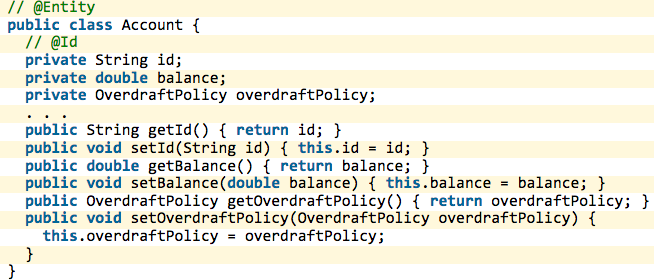 // @Entity
public class Account {
  // @Id
  private String id;
  private double balance;
  private OverdraftPolicy overdraftPolicy;
  . . .
  public String getId() { return id; }
  public void setId(String id) { this.id = id; }
  public double getBalance() { return balance; }
  public void setBalance(double balance) { this.balance = balance; }
  public OverdraftPolicy getOverdraftPolicy() { return overdraftPolicy; }
  public void setOverdraftPolicy(OverdraftPolicy overdraftPolicy) {
    this.overdraftPolicy = overdraftPolicy;
  }
}